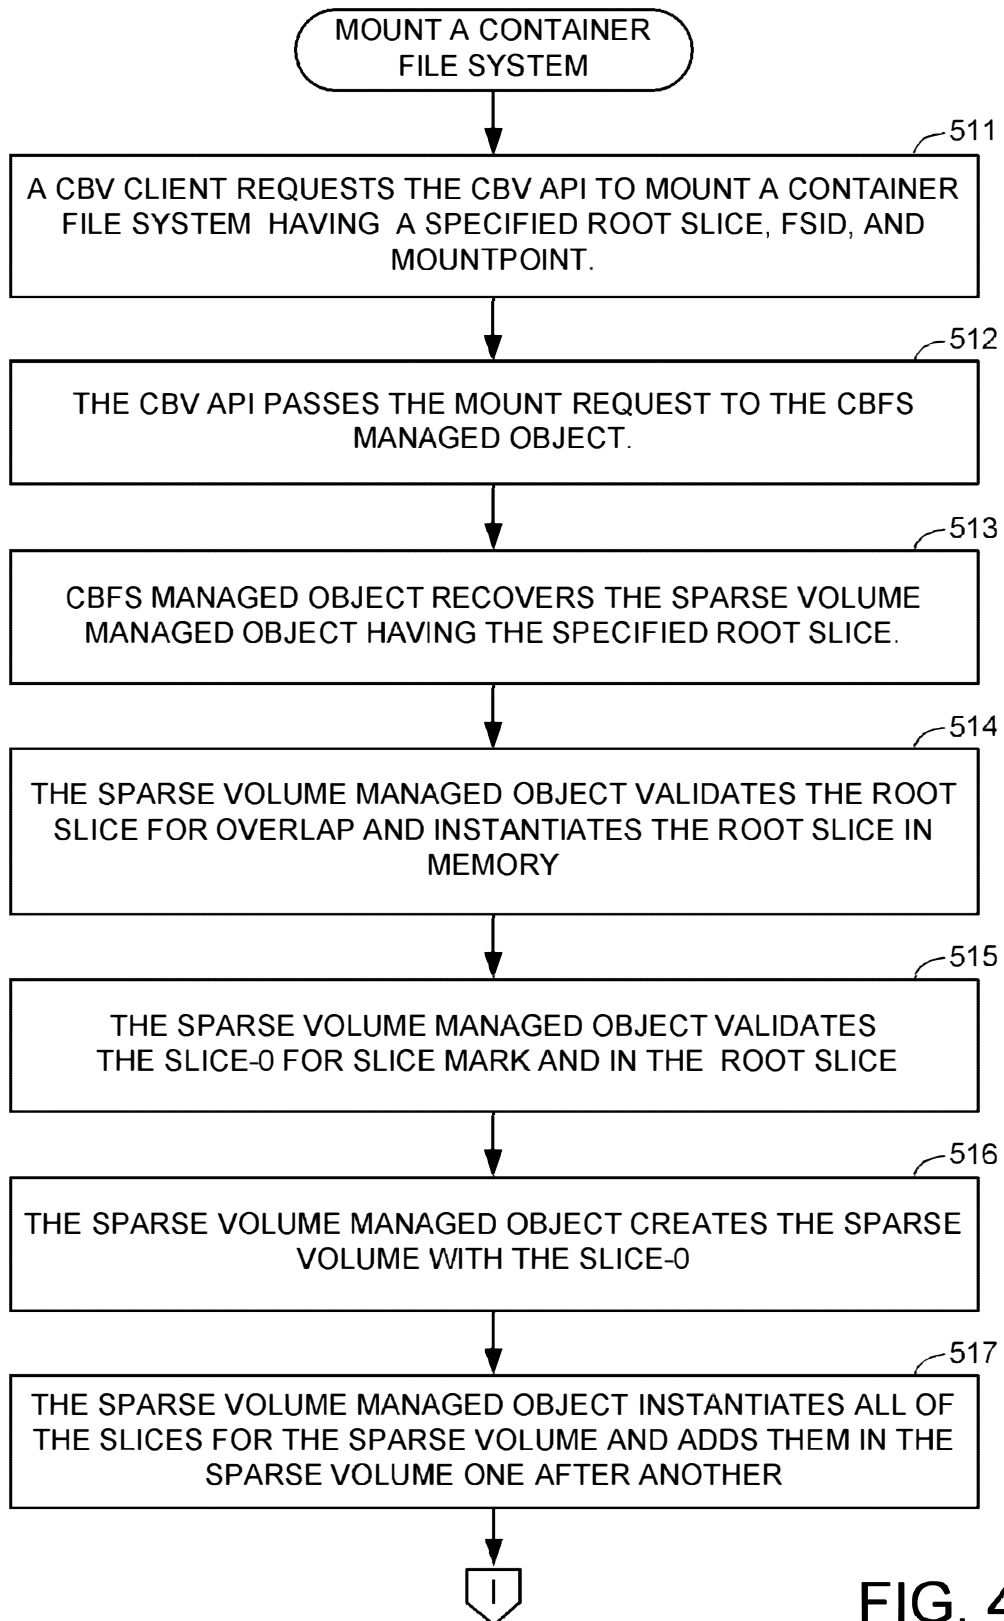 MOUNT A CONTAINER
FILE SYSTEM
511
A CBV CLIENT REQUESTS THE CBV API TO MOUNT A CONTAINER
FILE SYSTEM HAVING A SPECIFIED ROOT SLICE, FSID, AND
MOUNTPOINT.
512
THE CBV API PASSES THE MOUNT REQUEST TO THE CBFS
MANAGED OBJECT.
513
CBFS MANAGED OBJECT RECOVERS THE SPARSE VOLUME
MANAGED OBJECT HAVING THE SPECIFIED ROOT SLICE.
514
THE SPARSE VOLUME MANAGED OBJECT VALIDATES THE ROOT
SLICE FOR OVERLAP AND INSTANTIATES THE ROOT SLICE IN
MEMORY
515
THE SPARSE VOLUME MANAGED OBJECT VALIDATES
THE SLICE-0 FOR SLICE MARK AND IN THE ROOT SLICE
516
THE SPARSE VOLUME MANAGED OBJECT CREATES THE SPARSE
VOLUME WITH THE SLICE-0
517
THE SPARSE VOLUME MANAGED OBJECT INSTANTIATES ALL OF
THE SLICES FOR THE SPARSE VOLUME AND ADDS THEM IN THE
SPARSE VOLUME ONE AFTER ANOTHER
I
FIG. 4